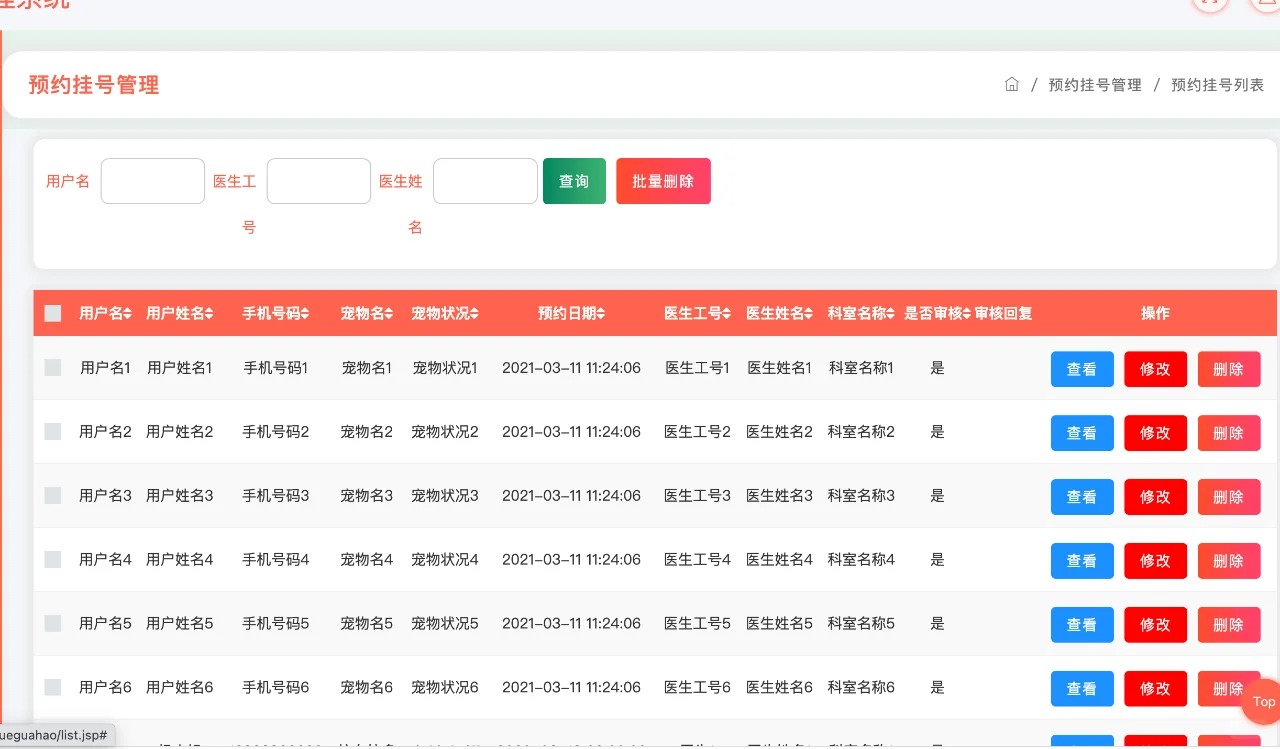 理系统
预约挂号管理
/ 预约挂号管理 / 预约挂号列表
用户名 医生工号 医生姓名 查询 批量删除
用户名 用户姓名 手机号码 宠物名 宠物状况 预约日期 医生工号 医生姓名 科室名称 是否审核 审核回复 操作
用户名1 用户姓名1 手机号码1 宠物名1 宠物状况1 2021-03-11 11:24:06 医生工号1 医生姓名1 科室名称1 是 查看 修改 删除
用户名2 用户姓名2 手机号码2 宠物名2 宠物状况2 2021-03-11 11:24:06 医生工号2 医生姓名2 科室名称2 是 查看 修改 删除
用户名3 用户姓名3 手机号码3 宠物名3 宠物状况3 2021-03-11 11:24:06 医生工号3 医生姓名3 科室名称3 是 查看 修改 删除
用户名4 用户姓名4 手机号码4 宠物名4 宠物状况4 2021-03-11 11:24:06 医生工号4 医生姓名4 科室名称4 是 查看 修改 删除
用户名5 用户姓名5 手机号码5 宠物名5 宠物状况5 2021-03-11 11:24:06 医生工号5 医生姓名5 科室名称5 是 查看 修改 删除
用户名6 用户姓名6 手机号码6 宠物名6 宠物状况6 2021-03-11 11:24:06 医生工号6 医生姓名6 科室名称6 是 查看 修改 删除
Top
ueguahao/list.jsp#